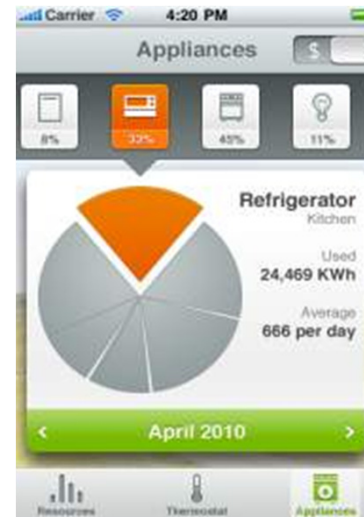 Carrier 4:20 PM
Appliances $
8% 33% 45% 11%
Refrigerator
Kitchen
Used
24,469 KWh
Average
666 per day
< April 2010 >
Resources Thermostat Appliances